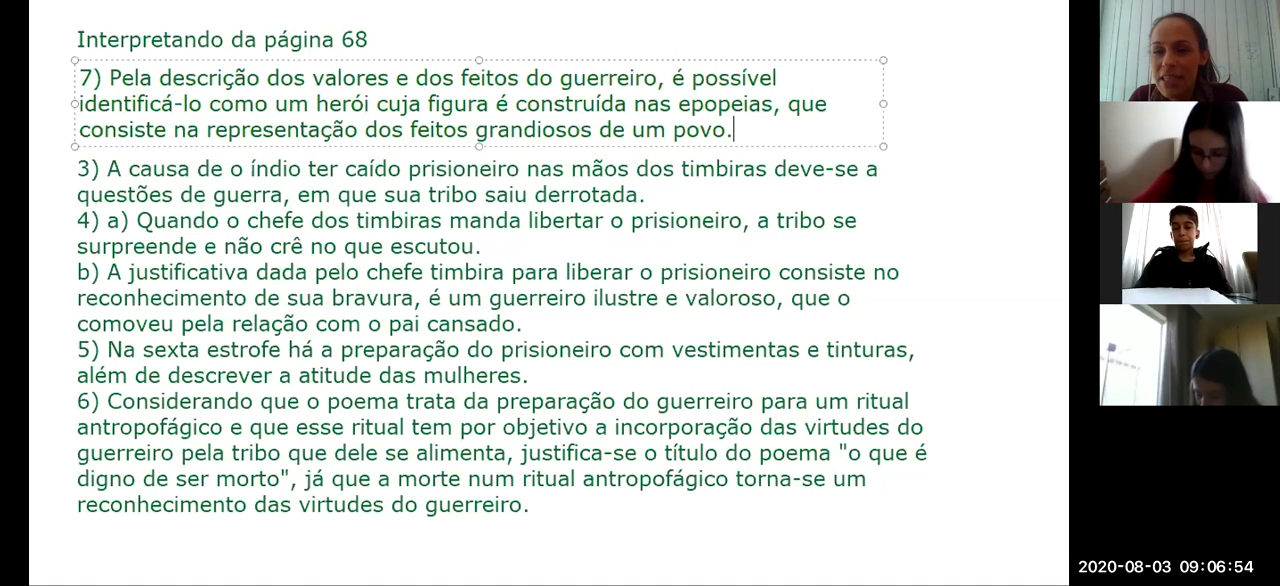 Interpretando da página 68
7) Pela descrição dos valores e dos feitos do guerreiro, é possível
identificá-lo como um herói cuja figura é construída nas epopeias, que
consiste na representação dos feitos grandiosos de um povo.
3) A causa de o índio ter caído prisioneiro nas mãos dos timbiras deve-se a
questões de guerra, em que sua tribo saiu derrotada.
4) a) Quando o chefe dos timbiras manda libertar o prisioneiro, a tribo se
surpreende e não crê no que escutou.
b) A justificativa dada pelo chefe timbira para liberar o prisioneiro consiste no
reconhecimento de sua bravura, é um guerreiro ilustre e valoroso, que o
comoveu pela relação com o pai cansado.
5) Na sexta estrofe há a preparação do prisioneiro com vestimentas e tinturas,
além de descrever a atitude das mulheres.
6) Considerando que o poema trata da preparação do guerreiro para um ritual
antropofágico e que esse ritual tem por objetivo a incorporação das virtudes do
guerreiro pela tribo que dele se alimenta, justifica-se o título do poema "o que é
digno de ser morto", já que a morte num ritual antropofágico torna-se um
reconhecimento das virtudes do guerreiro.
2020-08-03 09:06:54